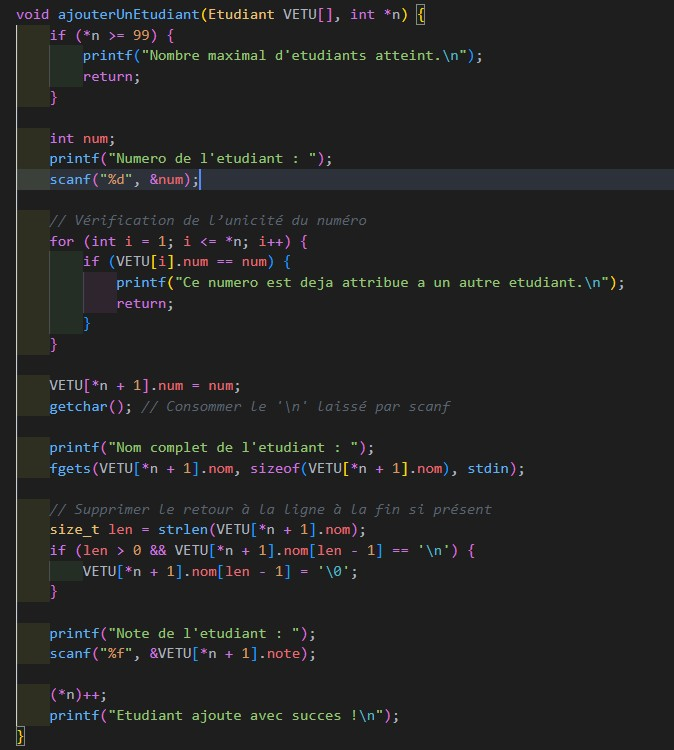 void ajouterUnEtudiant(Etudiant VETU[], int *n) {
    if (*n >= 99) {
        printf("Nombre maximal d'etudiants atteint.\n");
        return;
    }

    int num;
    printf("Numero de l'etudiant : ");
    scanf("%d", &num);

    // Vérification de l’unicité du numéro
    for (int i = 1; i <= *n; i++) {
        if (VETU[i].num == num) {
            printf("Ce numero est deja attribue a un autre etudiant.\n");
            return;
        }
    }

    VETU[*n + 1].num = num;
    getchar(); // Consommer le '\n' laissé par scanf

    printf("Nom complet de l'etudiant : ");
    fgets(VETU[*n + 1].nom, sizeof(VETU[*n + 1].nom), stdin);

    // Supprimer le retour à la ligne à la fin si présent
    size_t len = strlen(VETU[*n + 1].nom);
    if (len > 0 && VETU[*n + 1].nom[len - 1] == '\n') {
        VETU[*n + 1].nom[len - 1] = '\0';
    }

    printf("Note de l'etudiant : ");
    scanf("%f", &VETU[*n + 1].note);

    (*n)++;
    printf("Etudiant ajoute avec succes !\n");
}